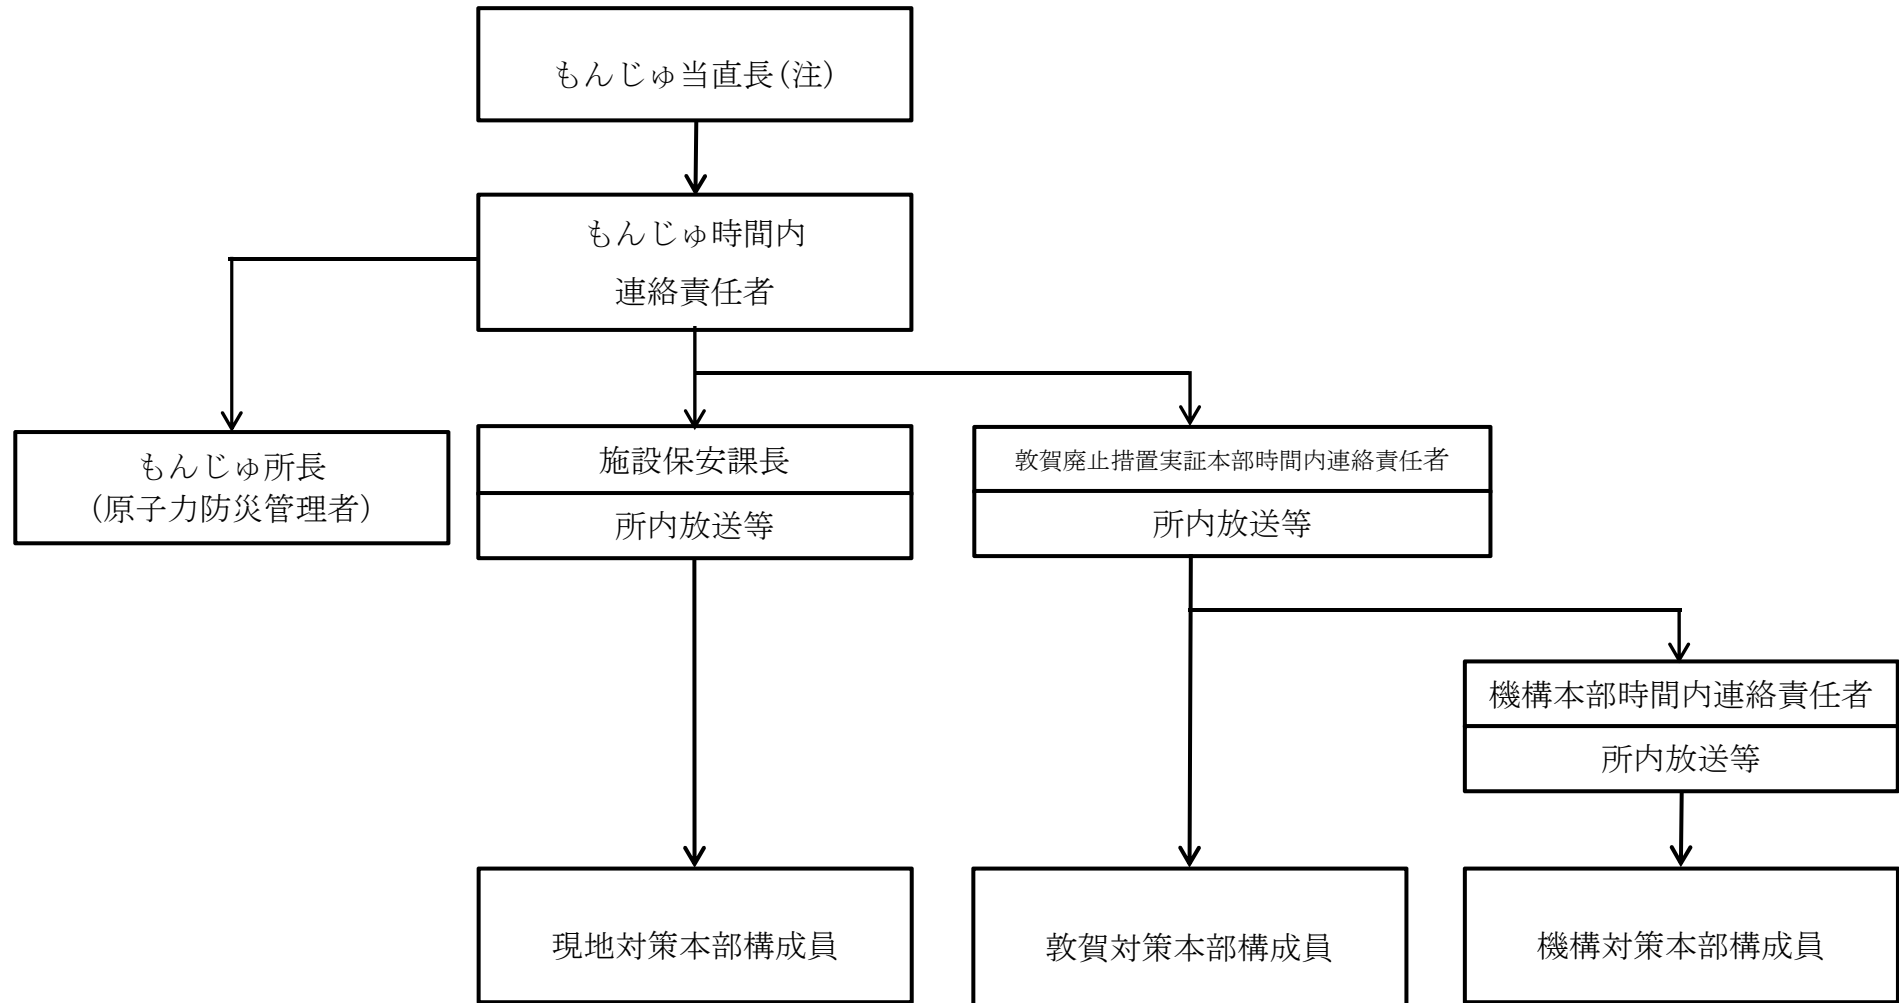 もんじゅ当直長(注)
もんじゅ時間内
連絡責任者
もんじゅ所長
(原子力防災管理者)
施設保安課長
所内放送等
敦賀廃止措置実証本部時間内連絡責任者
所内放送等
機構本部時間内連絡責任者
所内放送等
現地対策本部構成員
敦賀対策本部構成員
機構対策本部構成員